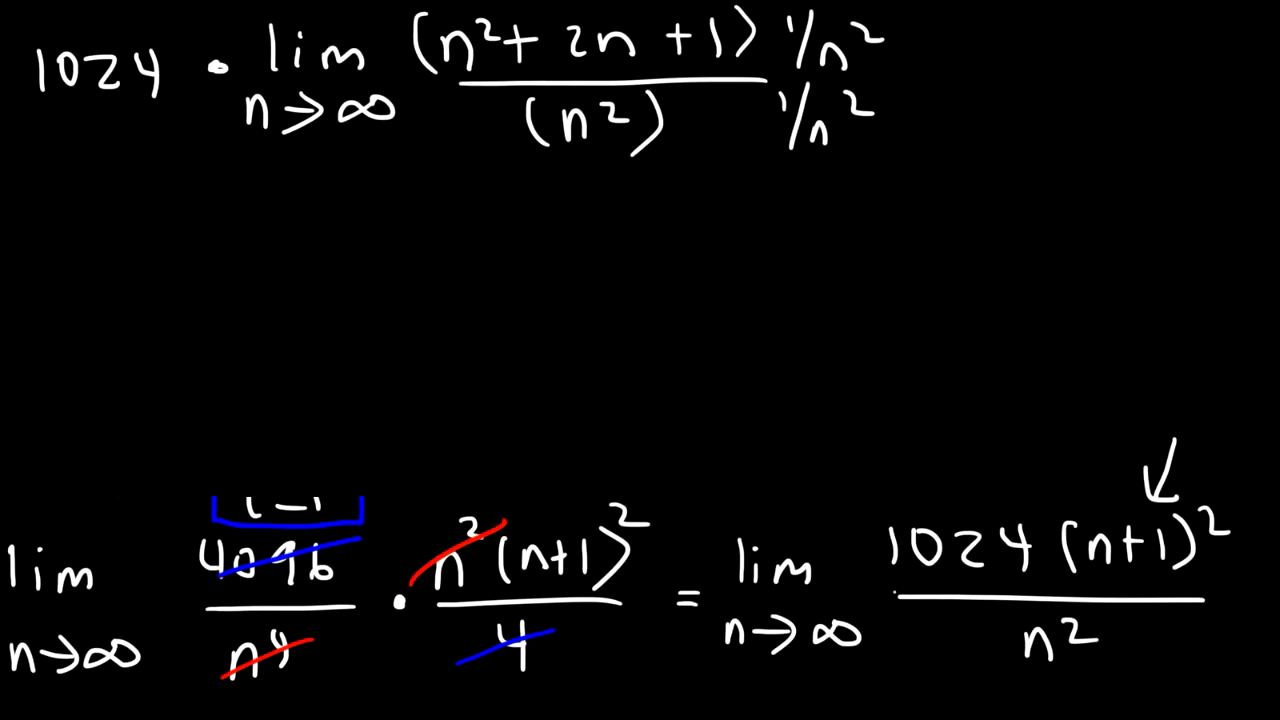 1024 · lim n→∞ (n²+2n+1) 1/n² / (n²) 1/n²
lim n→∞ 4096/n⁴ · n²(n+1)²/4 = lim n→∞ 1024(n+1)²/n²